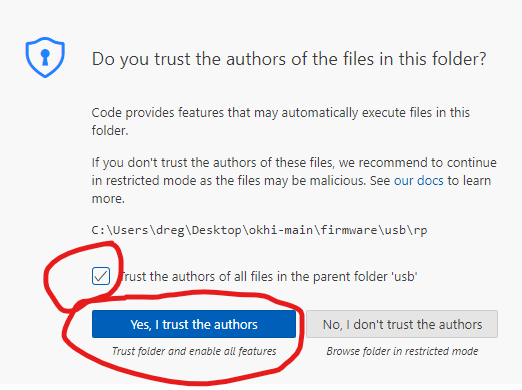 Do you trust the authors of the files in this folder?
Code provides features that may automatically execute files in this
folder.
If you don't trust the authors of these files, we recommend to continue
in restricted mode as the files may be malicious. See our docs to learn
more.
C:\Users\dreg\Desktop\okhi-main\firmware\usb\rp
Trust the authors of all files in the parent folder 'usb'
Yes, I trust the authors
No, I don't trust the authors
Trust folder and enable all features
Browse folder in restricted mode